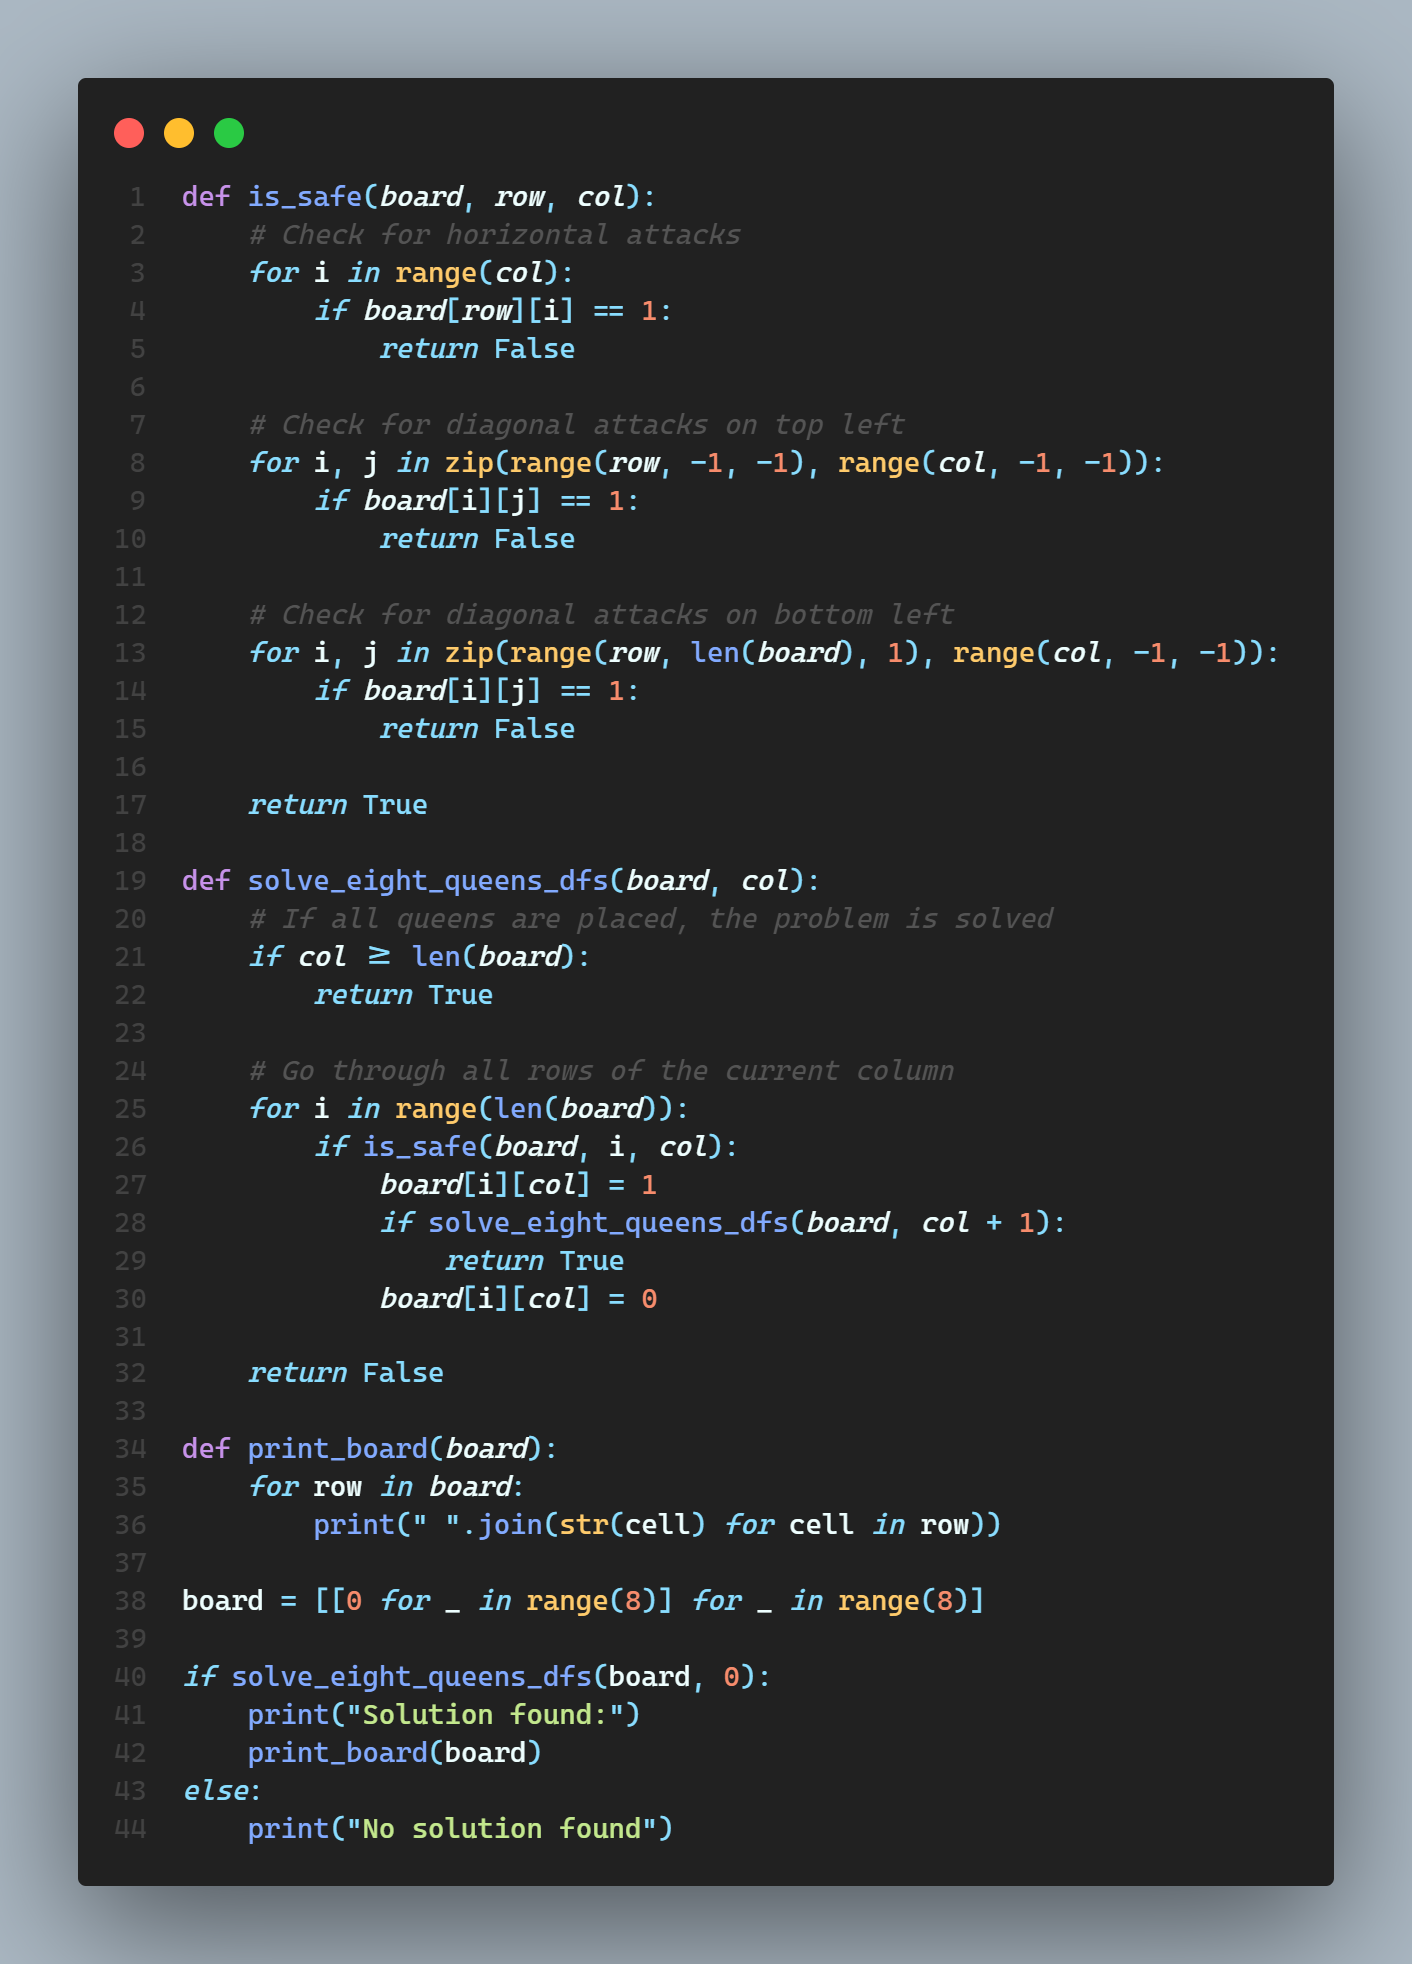 1 def is_safe(board, row, col):
2     # Check for horizontal attacks
3     for i in range(col):
4         if board[row][i] == 1:
5             return False
6
7     # Check for diagonal attacks on top left
8     for i, j in zip(range(row, -1, -1), range(col, -1, -1)):
9         if board[i][j] == 1:
10             return False
11
12     # Check for diagonal attacks on bottom left
13     for i, j in zip(range(row, len(board), 1), range(col, -1, -1)):
14         if board[i][j] == 1:
15             return False
16
17     return True
18
19 def solve_eight_queens_dfs(board, col):
20     # If all queens are placed, the problem is solved
21     if col ≥ len(board):
22         return True
23
24     # Go through all rows of the current column
25     for i in range(len(board)):
26         if is_safe(board, i, col):
27             board[i][col] = 1
28             if solve_eight_queens_dfs(board, col + 1):
29                 return True
30             board[i][col] = 0
31
32     return False
33
34 def print_board(board):
35     for row in board:
36         print(" ".join(str(cell) for cell in row))
37
38 board = [[0 for _ in range(8)] for _ in range(8)]
39
40 if solve_eight_queens_dfs(board, 0):
41     print("Solution found:")
42     print_board(board)
43 else:
44     print("No solution found")